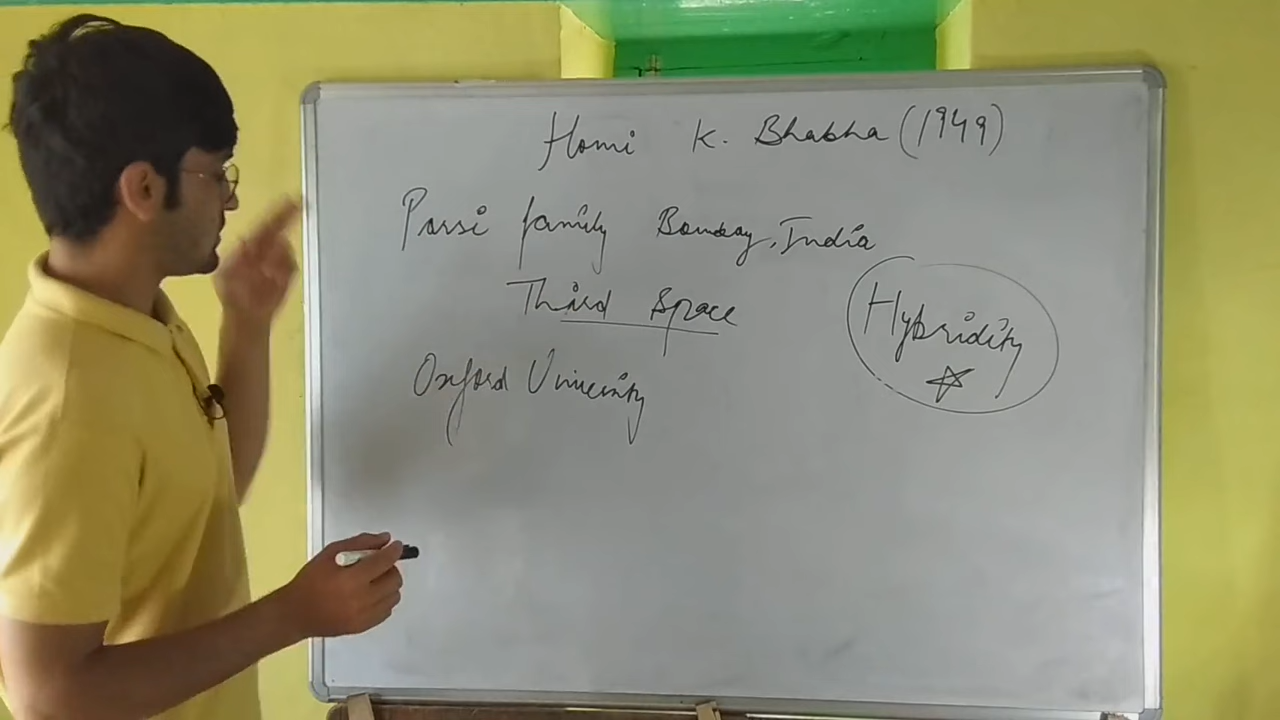 Homi K. Bhabha (1949)
Parsi family Bombay, India
Third Space
Hybridity
Oxford University